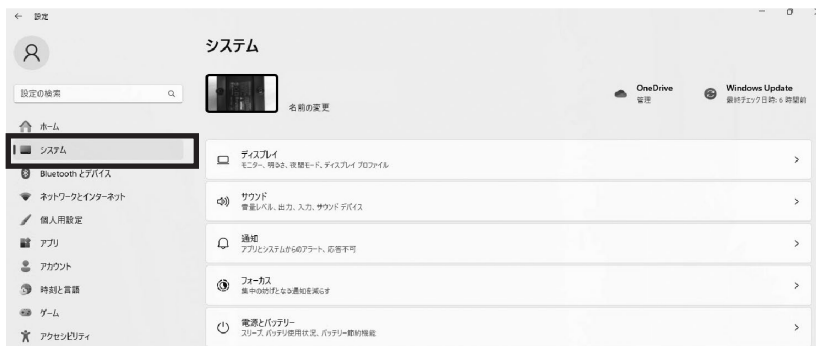 設定
システム
設定の検索
名前の変更
OneDrive
管理
Windows Update
最終チェック日時: 6 時間前
ホーム
システム
Bluetooth とデバイス
ネットワークとインターネット
個人用設定
アプリ
アカウント
時刻と言語
ゲーム
アクセシビリティ
ディスプレイ
モニター、明るさ、夜間モード、ディスプレイ プロファイル
サウンド
音量レベル、出力、入力、サウンド デバイス
通知
アプリとシステムからのアラート、応答不可
フォーカス
集中の妨げとなる通知を減らす
電源とバッテリー
スリープ、バッテリ使用状況、バッテリー節約機能